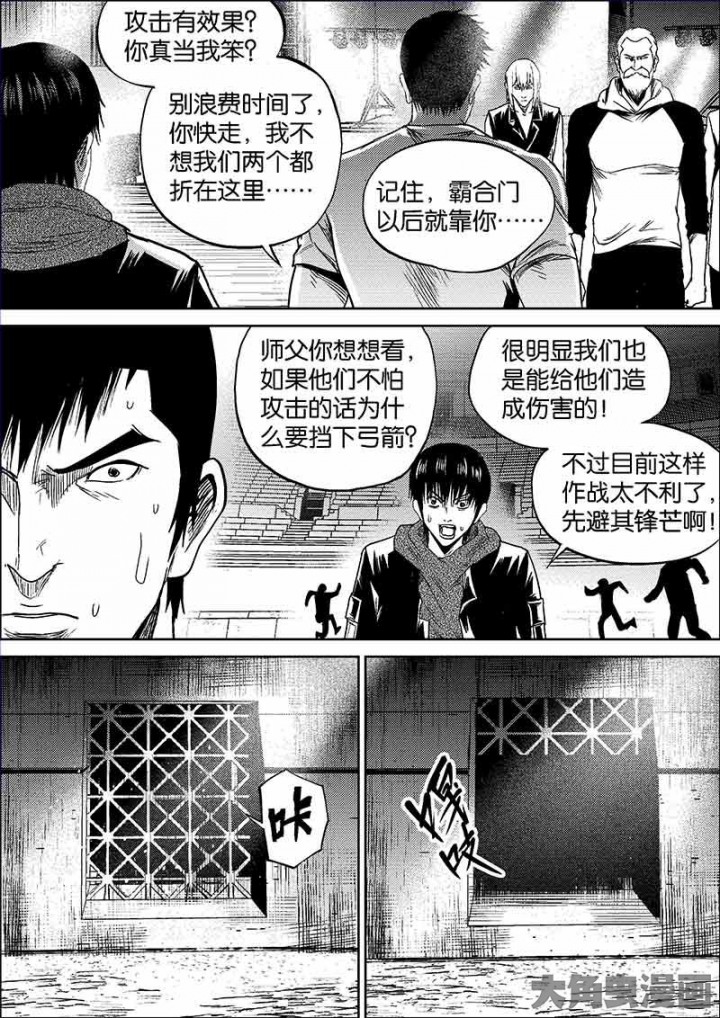 攻击有效果？
你真当我笨？
别浪费时间了，
你快走，我不
想我们两个都
折在这里……
记住，霸合门
以后就靠你……
师父你想想看，
如果他们不怕
攻击的话为什
么要挡下弓箭？
很明显我们也
是能给他们造
成伤害的！
不过目前这样
作战太不利了，
先避其锋芒啊！
咔
嘎吱
大角虫漫画